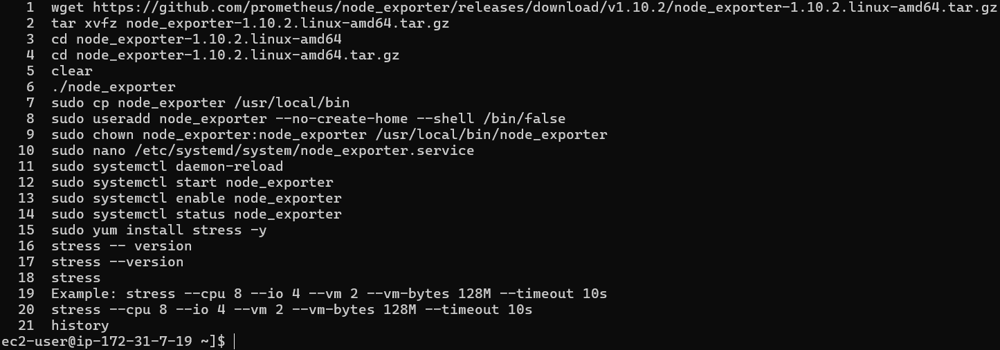 1 wget https://github.com/prometheus/node_exporter/releases/download/v1.10.2/node_exporter-1.10.2.linux-amd64.tar.gz
2 tar xvfz node_exporter-1.10.2.linux-amd64.tar.gz
3 cd node_exporter-1.10.2.linux-amd64
4 cd node_exporter-1.10.2.linux-amd64.tar.gz
5 clear
6 ./node_exporter
7 sudo cp node_exporter /usr/local/bin
8 sudo useradd node_exporter --no-create-home --shell /bin/false
9 sudo chown node_exporter:node_exporter /usr/local/bin/node_exporter
10 sudo nano /etc/systemd/system/node_exporter.service
11 sudo systemctl daemon-reload
12 sudo systemctl start node_exporter
13 sudo systemctl enable node_exporter
14 sudo systemctl status node_exporter
15 sudo yum install stress -y
16 stress -- version
17 stress --version
18 stress
19 Example: stress --cpu 8 --io 4 --vm 2 --vm-bytes 128M --timeout 10s
20 stress --cpu 8 --io 4 --vm 2 --vm-bytes 128M --timeout 10s
21 history
ec2-user@ip-172-31-7-19 ~]$